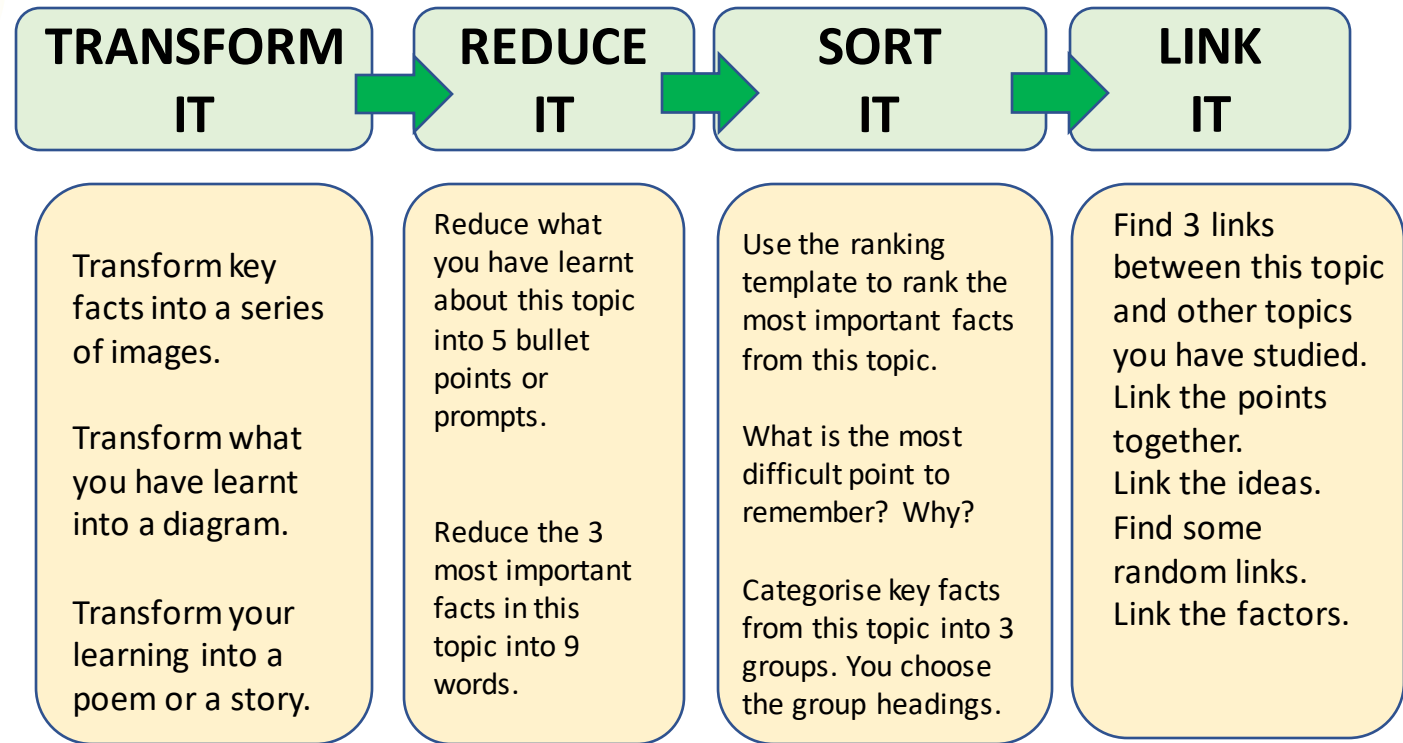 TRANSFORM
IT
REDUCE
IT
SORT
IT
LINK
IT
Transform key
facts into a series
of images.
Transform what
you have learnt
into a diagram.
Transform your
learning into a
poem or a story.
Reduce what
you have learnt
about this topic
into 5 bullet
points or
prompts.
Reduce the 3
most important
facts in this
topic into 9
words.
Use the ranking
template to rank the
most important facts
from this topic.
What is the most
difficult point to
remember? Why?
Categorise key facts
from this topic into 3
groups. You choose
the group headings.
Find 3 links
between this topic
and other topics
you have studied.
Link the points
together.
Link the ideas.
Find some
random links.
Link the factors.